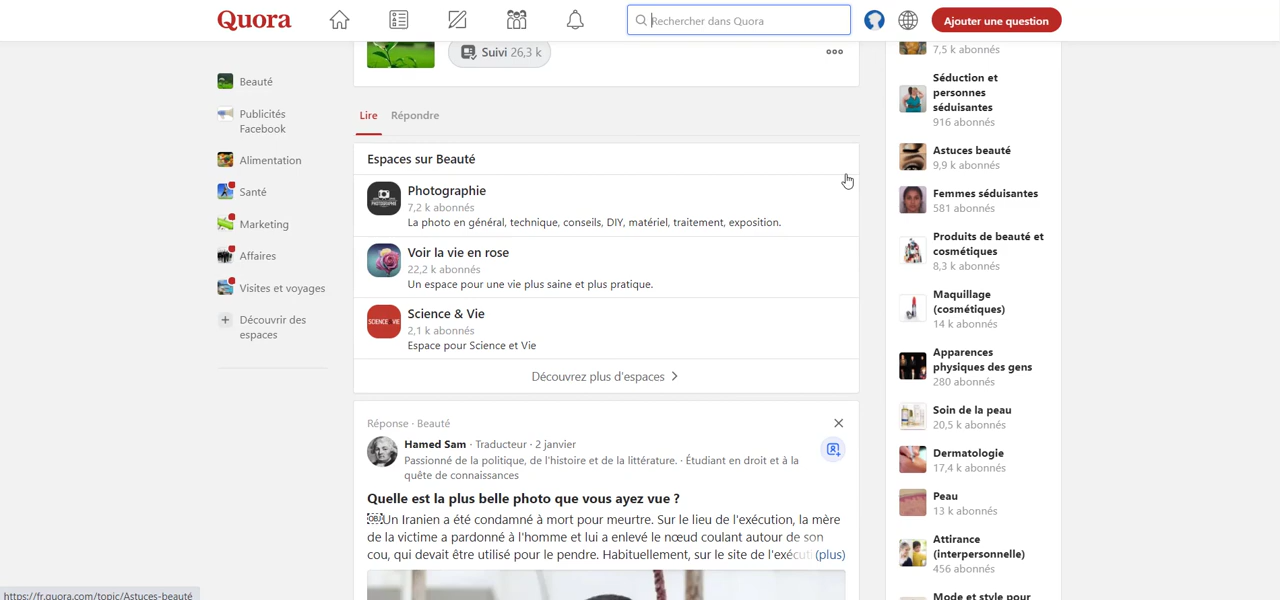 Quora
Rechercher dans Quora
Ajouter une question
Suivi 26,3 k
Beauté
Publicités
Facebook
Alimentation
Santé
Marketing
Affaires
Visites et voyages
Découvrir des
espaces
Lire
Répondre
Espaces sur Beauté
Photographie
7,2 k abonnés
La photo en général, technique, conseils, DIY, matériel, traitement, exposition.
Voir la vie en rose
22,2 k abonnés
Un espace pour une vie plus saine et plus pratique.
SCIENCE&VIE
Science & Vie
2,1 k abonnés
Espace pour Science et Vie
Découvrez plus d'espaces
Réponse · Beauté
Hamed Sam · Traducteur · 2 janvier
Passionné de la politique, de l'histoire et de la littérature. · Étudiant en droit et à la
quête de connaissances
Quelle est la plus belle photo que vous ayez vue ?
Un Iranien a été condamné à mort pour meurtre. Sur le lieu de l'exécution, la mère
de la victime a pardonné à l'homme et lui a enlevé le nœud coulant autour de son
cou, qui devait être utilisé pour le pendre. Habituellement, sur le site de l'exécuti (plus)
7,5 k abonnés
Séduction et
personnes
séduisantes
916 abonnés
Astuces beauté
9,9 k abonnés
Femmes séduisantes
581 abonnés
Produits de beauté et
cosmétiques
8,3 k abonnés
Maquillage
(cosmétiques)
14 k abonnés
Apparences
physiques des gens
280 abonnés
Soin de la peau
20,5 k abonnés
Dermatologie
17,4 k abonnés
Peau
13 k abonnés
Attirance
(interpersonnelle)
456 abonnés
Mode et style pour
https://fr.quora.com/topic/Astuces-beauté